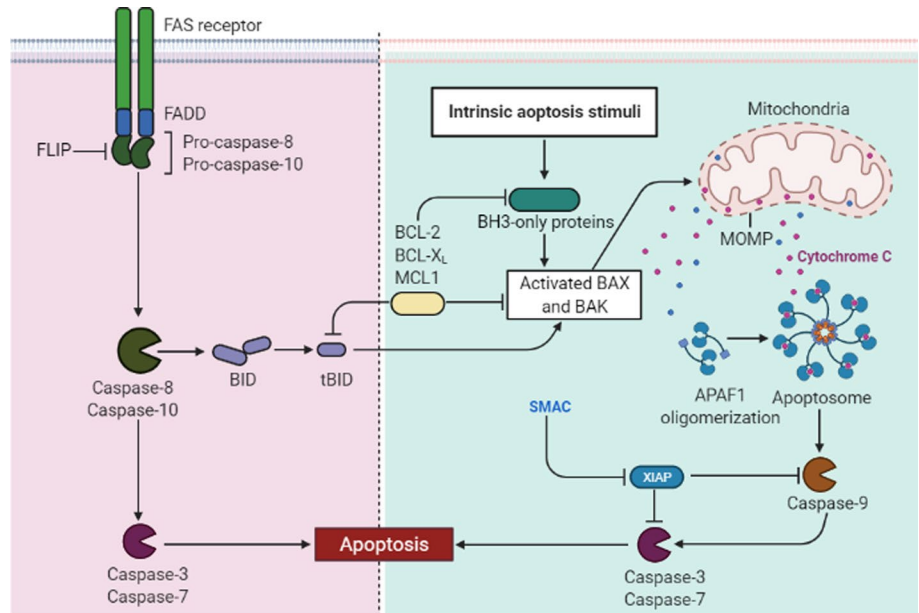 FAS receptor
FADD
FLIP
Pro-caspase-8
Pro-caspase-10
Caspase-8
Caspase-10
BID
tBID
Caspase-3
Caspase-7
Apoptosis
Intrinsic aoptosis stimuli
BH3-only proteins
BCL-2
BCL-X_L
MCL1
Activated BAX
and BAK
Mitochondria
MOMP
Cytochrome C
APAF1
oligomerization
Apoptosome
SMAC
XIAP
Caspase-9
Caspase-3
Caspase-7